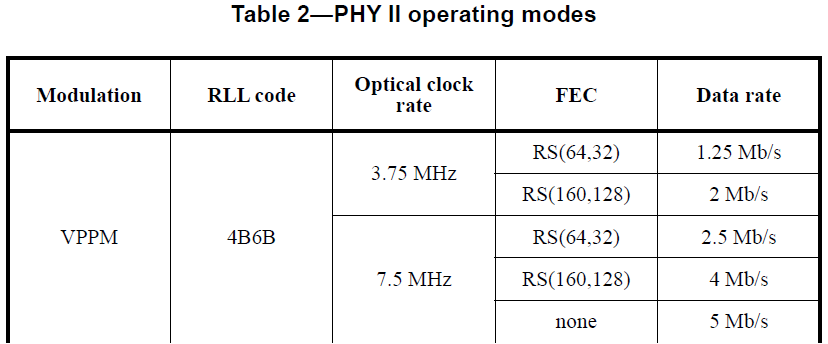 Table 2—PHY II operating modes
Modulation RLL code Optical clock rate FEC Data rate
VPPM 4B6B 3.75 MHz RS(64,32) 1.25 Mb/s
RS(160,128) 2 Mb/s
7.5 MHz RS(64,32) 2.5 Mb/s
RS(160,128) 4 Mb/s
none 5 Mb/s